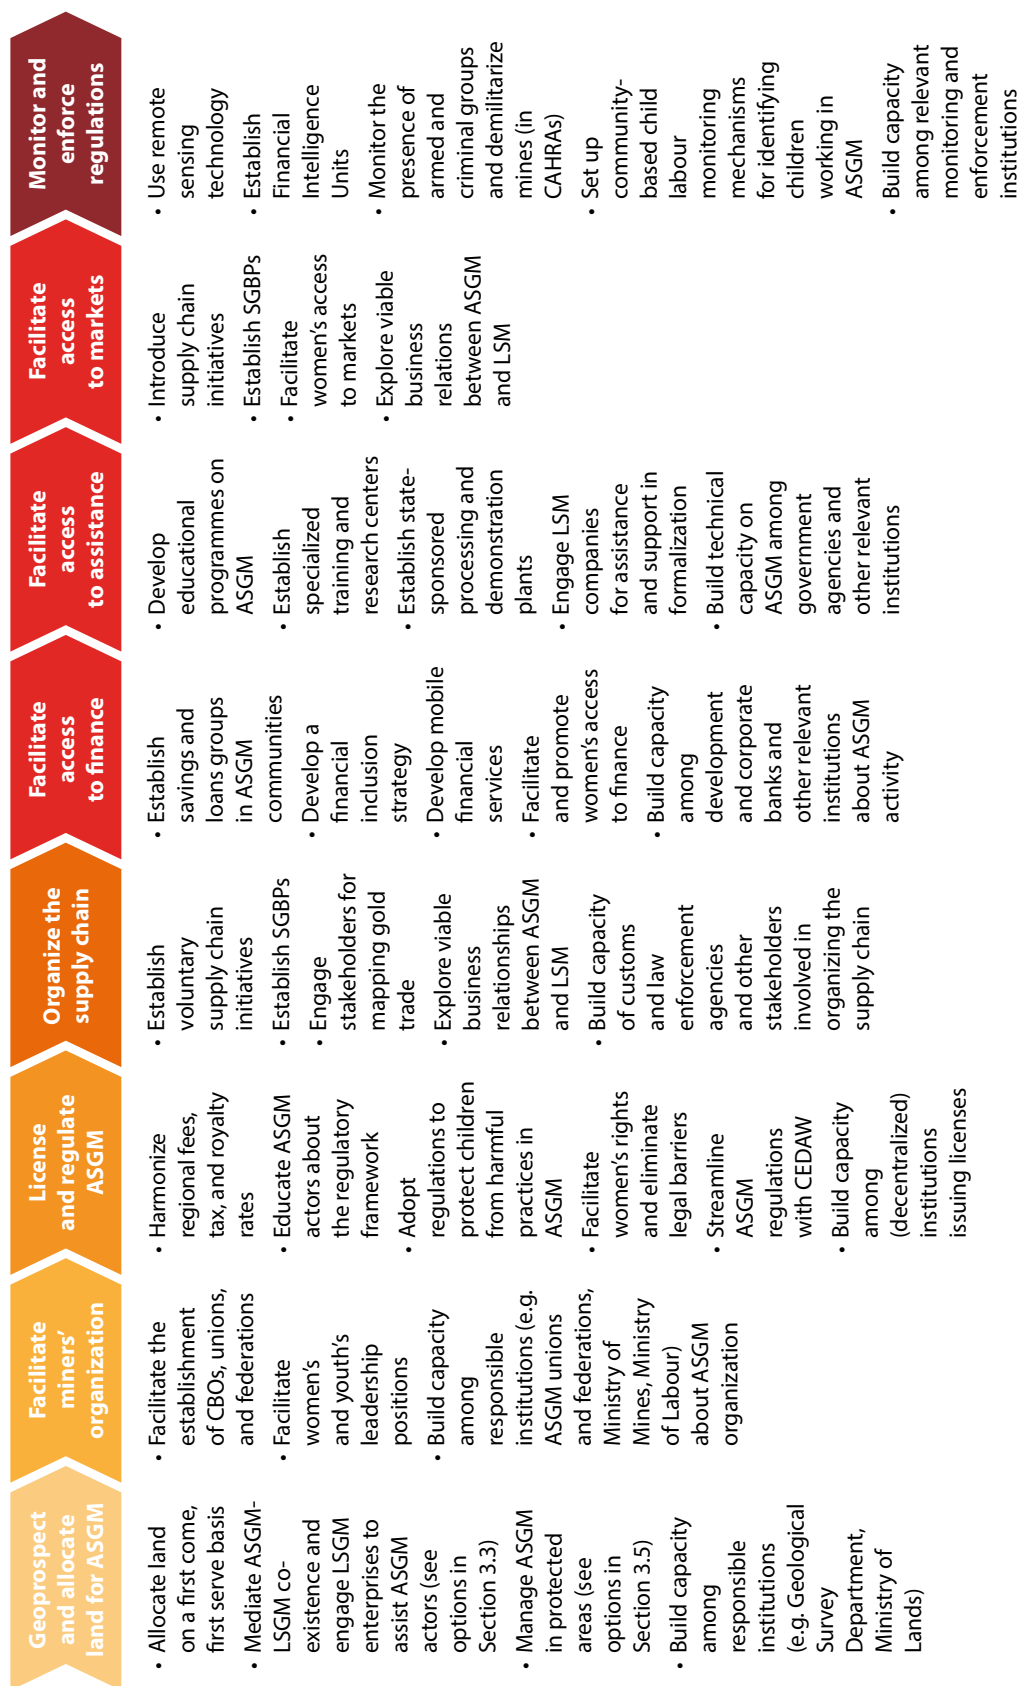 Geoprospect
and allocate
land for ASGM
• Allocate land
on a first come,
first serve basis
• Mediate ASGM-
LSGM co-
existence and
engage LSGM
enterprises to
assist ASGM
actors (see
options in
Section 3.3)
• Manage ASGM
in protected
areas (see
options in
Section 3.5)
• Build capacity
among
responsible
institutions
(e.g. Geological
Survey
Department,
Ministry of
Lands)
Facilitate
miners’
organization
• Facilitate the
establishment
of CBOs, unions,
and federations
• Facilitate
women’s
and youth’s
leadership
positions
• Build capacity
among
responsible
institutions (e.g.
ASGM unions
and federations,
Ministry of
Mines, Ministry
of Labour)
about ASGM
organization
License
and regulate
ASGM
• Harmonize
regional fees,
tax, and royalty
rates
• Educate ASGM
actors about
the regulatory
framework
• Adopt
regulations to
protect children
from harmful
practices in
ASGM
• Facilitate
women’s rights
and eliminate
legal barriers
• Streamline
ASGM
regulations
with CEDAW
• Build capacity
among
(decentralized)
institutions
issuing licenses
Organize the
supply chain
• Establish
voluntary
supply chain
initiatives
• Establish SGBPs
• Engage
stakeholders for
mapping gold
trade
• Explore viable
business
relationships
between ASGM
and LSM
• Build capacity
of customs
and law
enforcement
agencies
and other
stakeholders
involved in
organizing the
supply chain
Facilitate
access
to finance
• Establish
savings and
loans groups
in ASGM
communities
• Develop a
financial
inclusion
strategy
• Develop mobile
financial
services
• Facilitate
and promote
women’s access
to finance
• Build capacity
among
development
and corporate
banks and
other relevant
institutions
about ASGM
activity
Facilitate
access
to assistance
• Develop
educational
programmes on
ASGM
• Establish
specialized
training and
research centers
• Establish state-
sponsored
processing and
demonstration
plants
• Engage LSM
companies
for assistance
and support in
formalization
• Build technical
capacity on
ASGM among
government
agencies and
other relevant
institutions
Facilitate
access
to markets
• Introduce
supply chain
initiatives
• Establish SGBPs
• Facilitate
women’s access
to markets
• Explore viable
business
relations
between ASGM
and LSM
Monitor and
enforce
regulations
• Use remote
sensing
technology
• Establish
Financial
Intelligence
Units
• Monitor the
presence of
armed and
criminal groups
and demilitarize
mines (in
CAHRAs)
• Set up
community-
based child
labour
monitoring
mechanisms
for identifying
children
working in
ASGM
• Build capacity
among relevant
monitoring and
enforcement
institutions